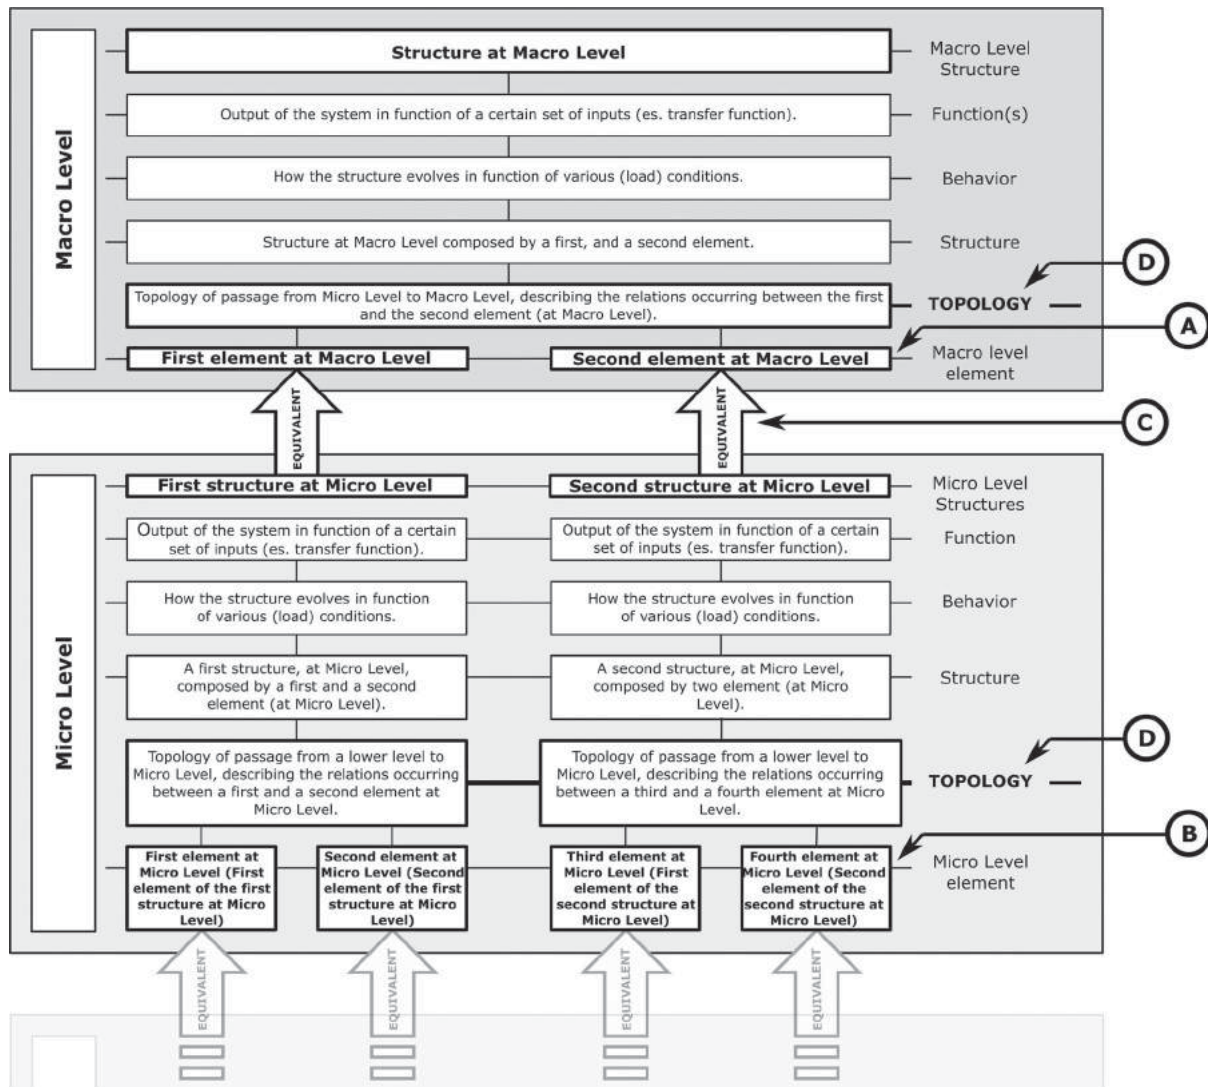 Macro Level
Structure at Macro Level
Macro Level
Structure
Output of the system in function of a certain set of inputs (es. transfer function).
Function(s)
How the structure evolves in function of various (load) conditions.
Behavior
Structure at Macro Level composed by a first, and a second element.
Structure
D
Topology of passage from Micro Level to Macro Level, describing the relations occurring between the first
and the second element (at Macro Level).
TOPOLOGY
A
First element at Macro Level
Second element at Macro Level
Macro level
element
EQUIVALENT
EQUIVALENT
C
Micro Level
First structure at Micro Level
Second structure at Micro Level
Micro Level
Structures
Output of the system in function of a certain
set of inputs (es. transfer function).
Output of the system in function of a certain
set of inputs (es. transfer function).
Function
How the structure evolves in function
of various (load) conditions.
How the structure evolves in function
of various (load) conditions.
Behavior
A first structure, at Micro Level,
composed by a first and a second
element (at Micro Level).
A second structure, at Micro Level,
composed by two element (at Micro
Level).
Structure
D
Topology of passage from a lower level to
Micro Level, describing the relations occurring
between a first and a second element at
Micro Level.
Topology of passage from a lower level to
Micro Level, describing the relations occurring
between a third and a fourth element at Micro
Level.
TOPOLOGY
B
First element at
Micro Level (First
element of the first
structure at Micro
Level)
Second element at
Micro Level (Second
element of the first
structure at Micro
Level)
Third element at
Micro Level (First
element of the
second structure at
Micro Level)
Fourth element at
Micro Level (Second
element of the
second structure at
Micro Level)
Micro Level
element
EQUIVALENT
EQUIVALENT
EQUIVALENT
EQUIVALENT